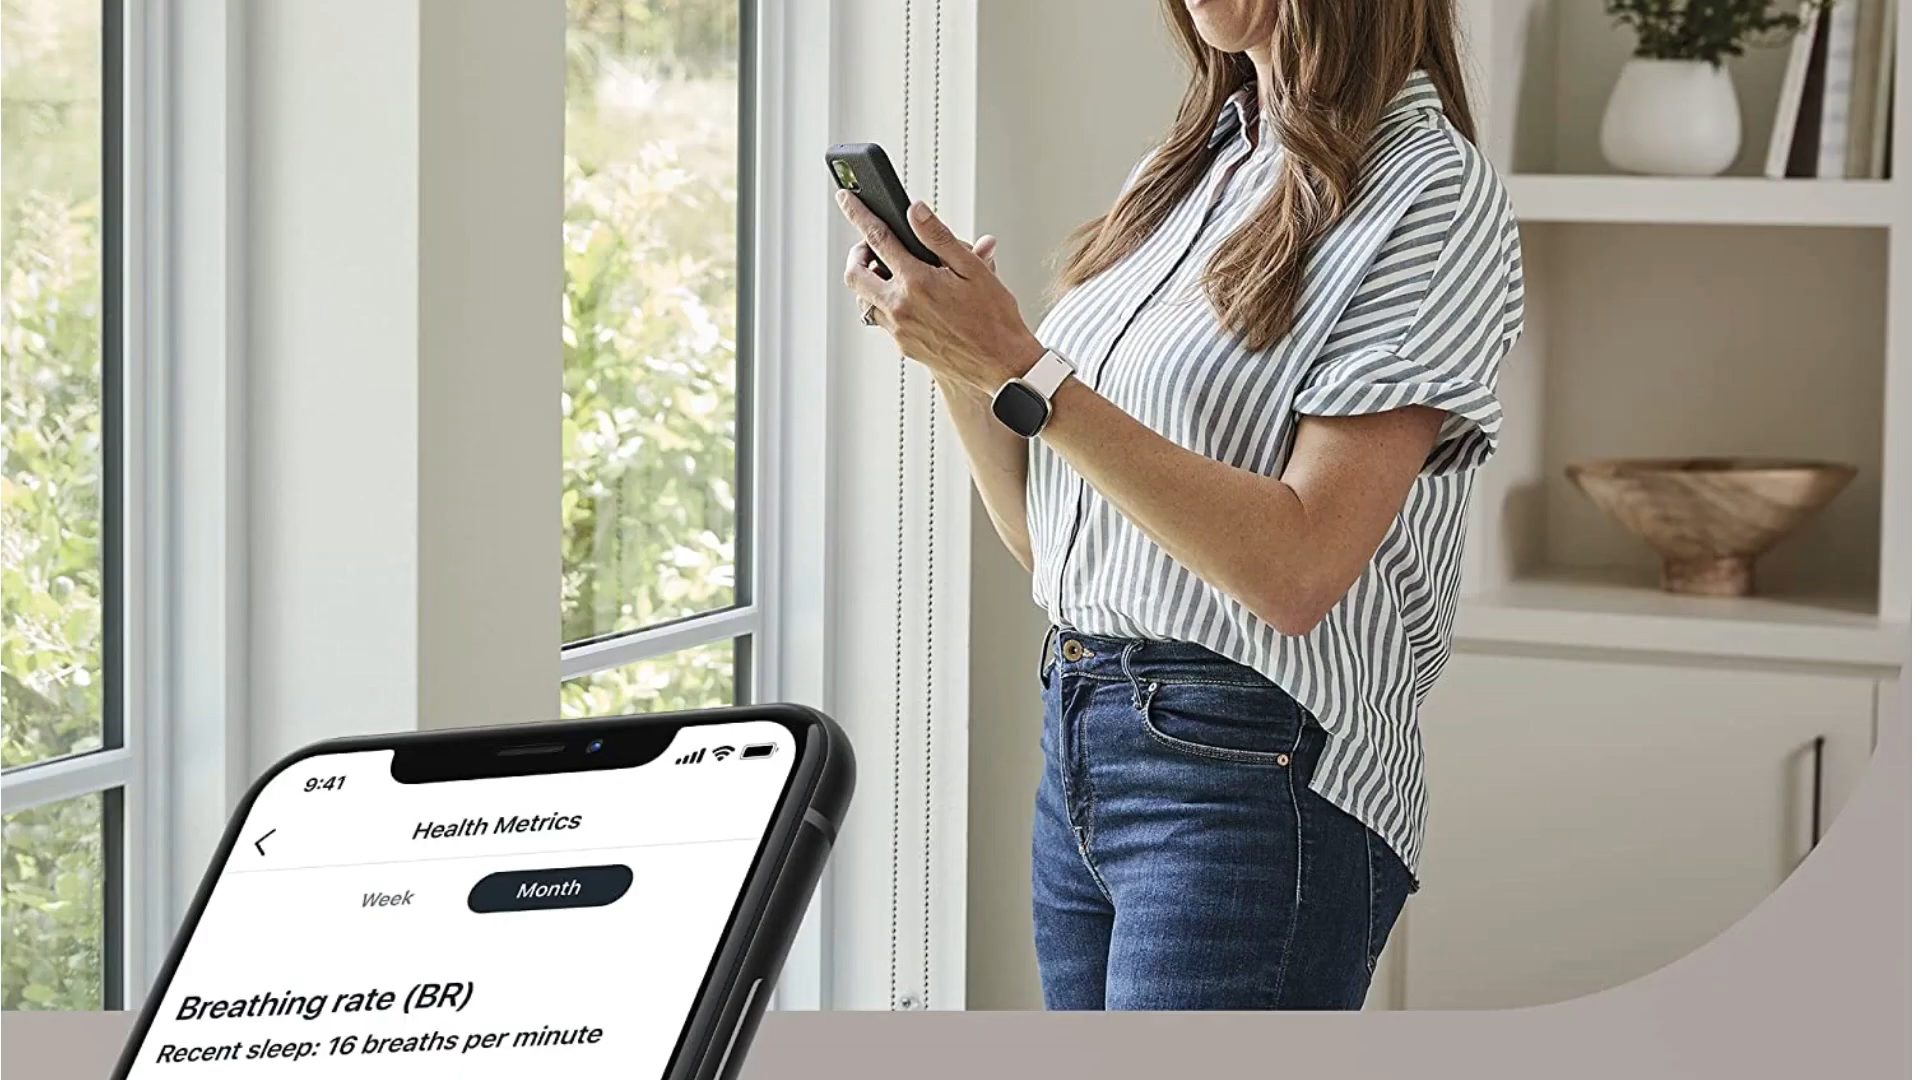 9:41
Health Metrics
Week
Month
Breathing rate (BR)
Recent sleep: 16 breaths per minute